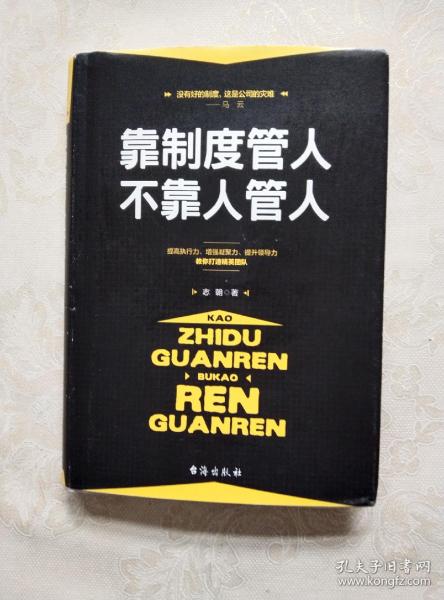 没有好的制度，这是公司的灾难
——马 云
靠制度管人
不靠人管人
提高执行力、增强凝聚力、提升领导力
教你打造精英团队
志 朝◎著
KAO
ZHIDU
GUANREN
BUKAO
REN
GUANREN
台海出版社
孔夫子旧书网
www.kongfz.com